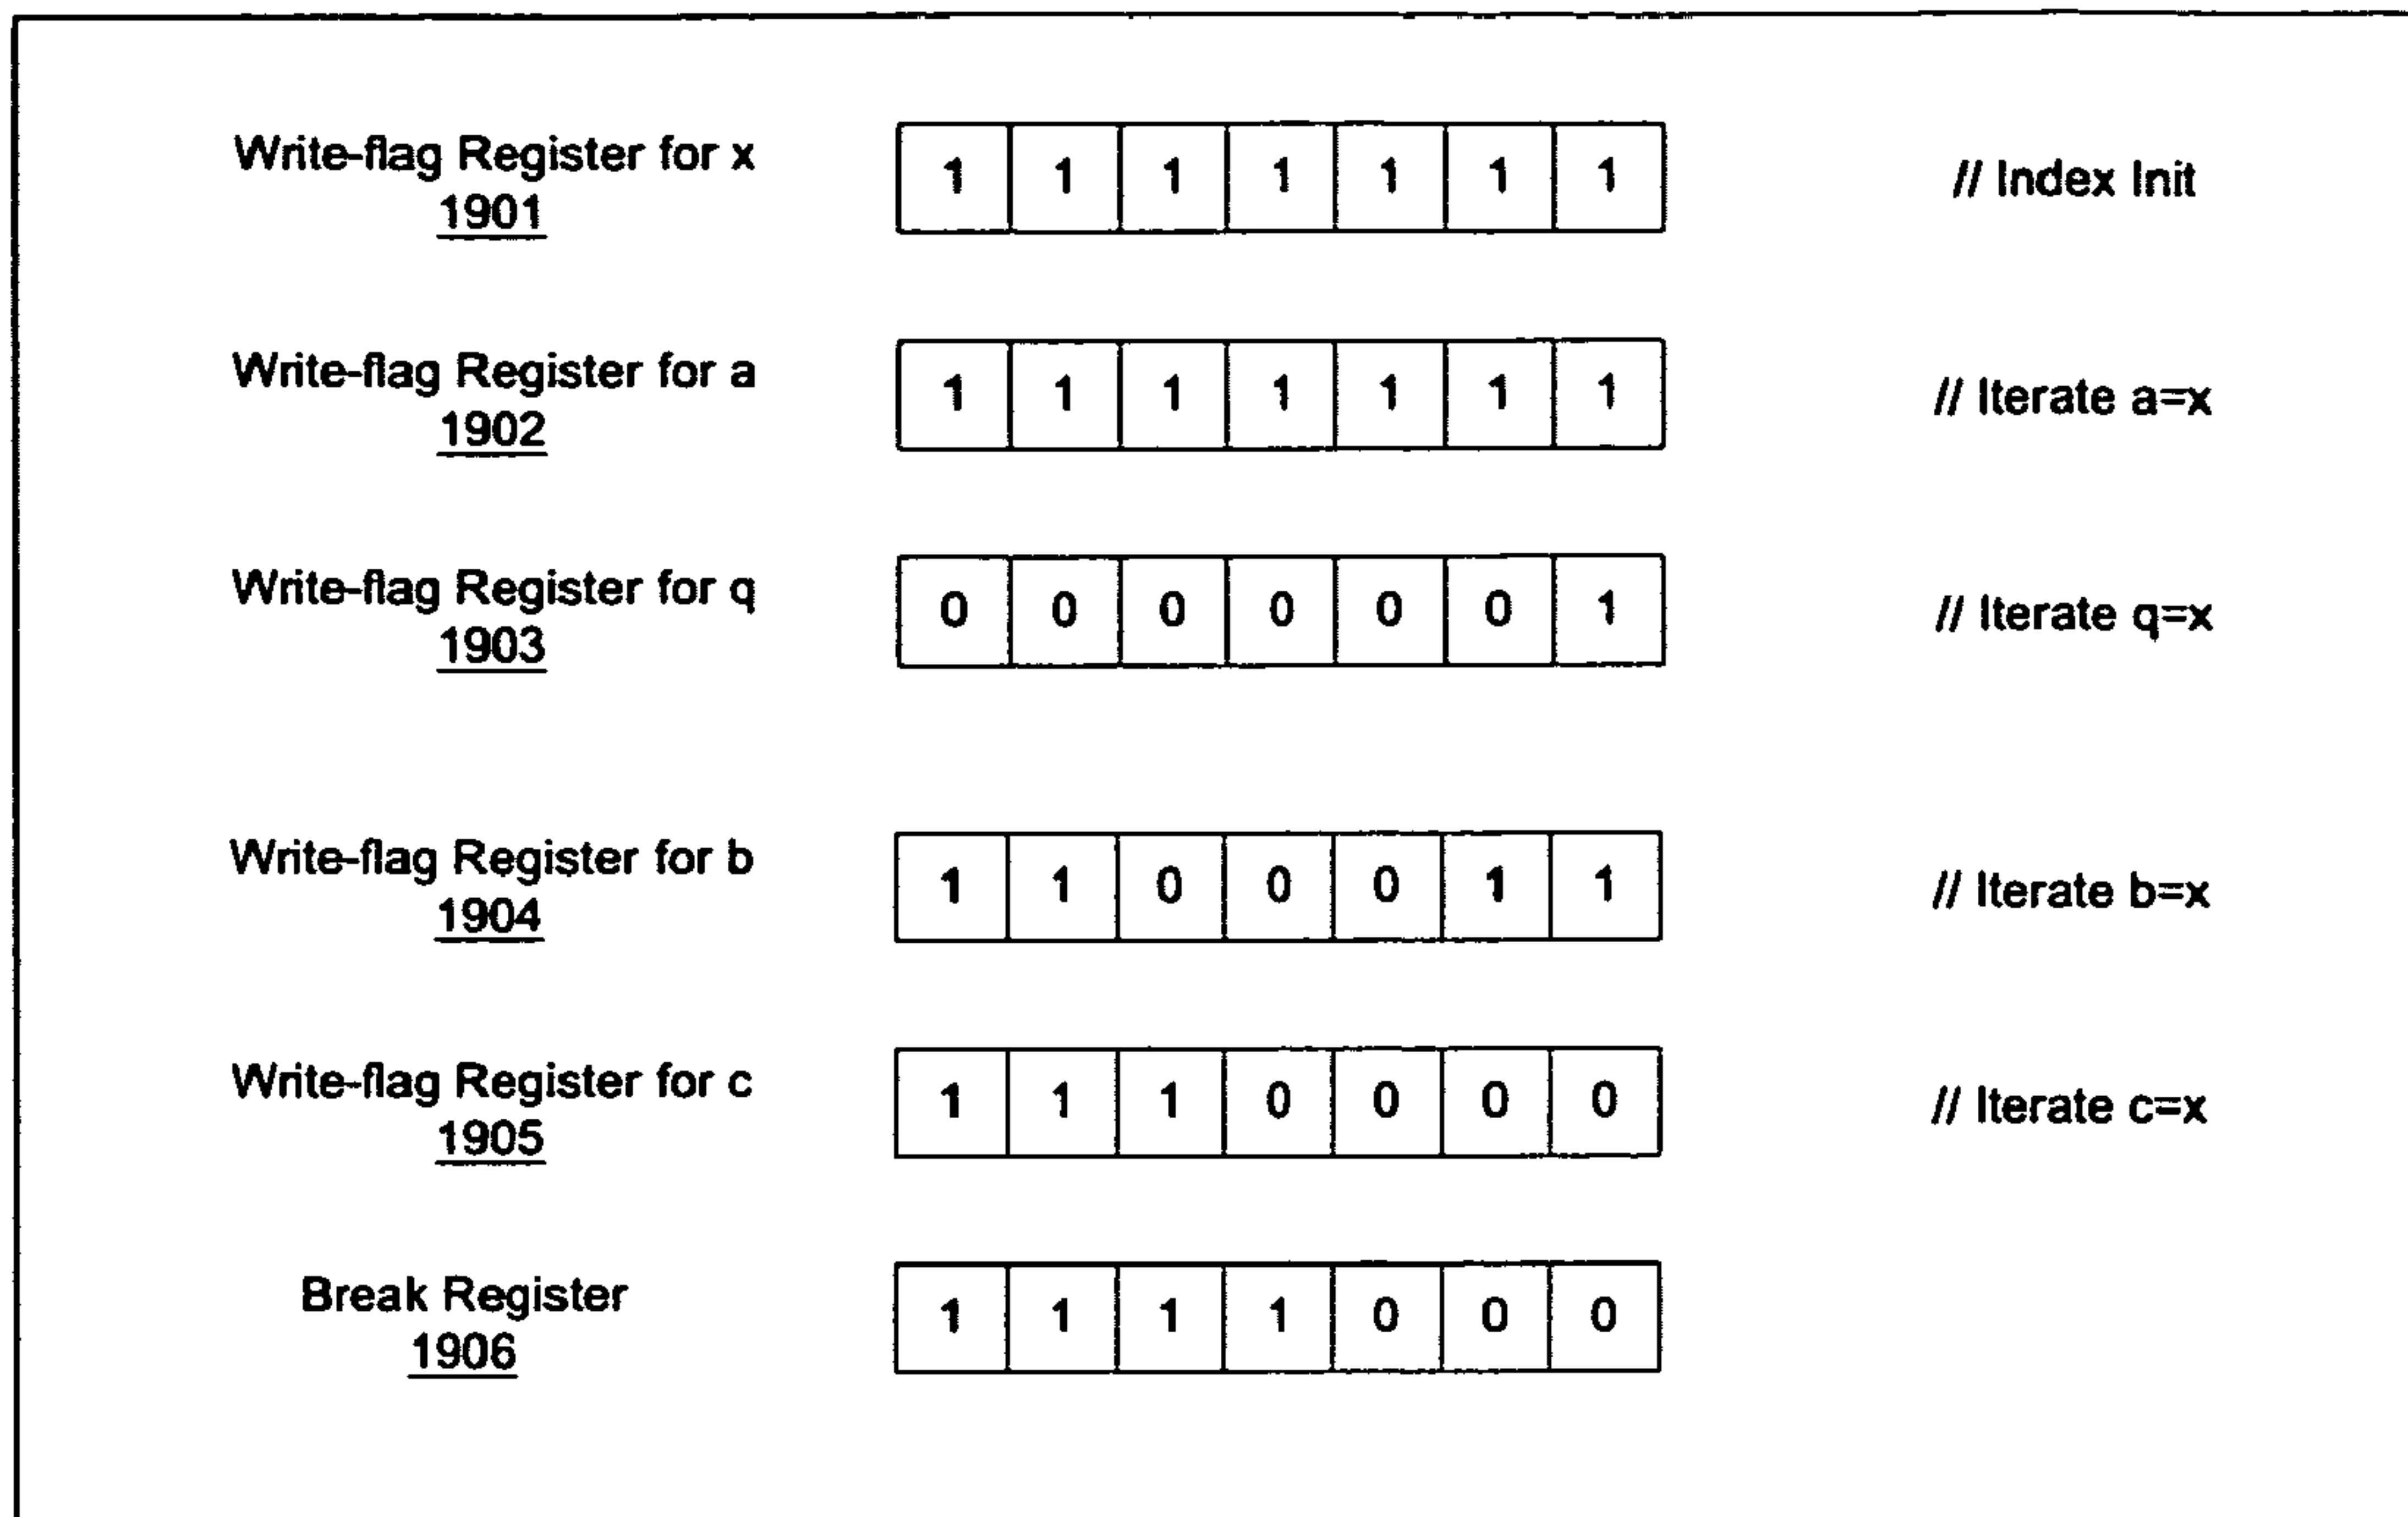 Write-flag Register for x
1901
1 1 1 1 1 1 1
// Index Init
Write-flag Register for a
1902
1 1 1 1 1 1 1
// Iterate a=x
Write-flag Register for q
1903
0 0 0 0 0 0 1
// Iterate q=x
Write-flag Register for b
1904
1 1 0 0 0 1 1
// Iterate b=x
Write-flag Register for c
1905
1 1 1 0 0 0 0
// Iterate c=x
Break Register
1906
1 1 1 1 0 0 0